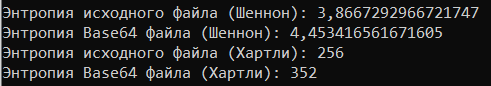 Энтропия исходного файла (Шеннон): 3,8667292966721747
Энтропия Base64 файла (Шеннон): 4,453416561671605
Энтропия исходного файла (Хартли): 256
Энтропия Base64 файла (Хартли): 352